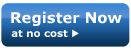 Register Now
at no cost ▶